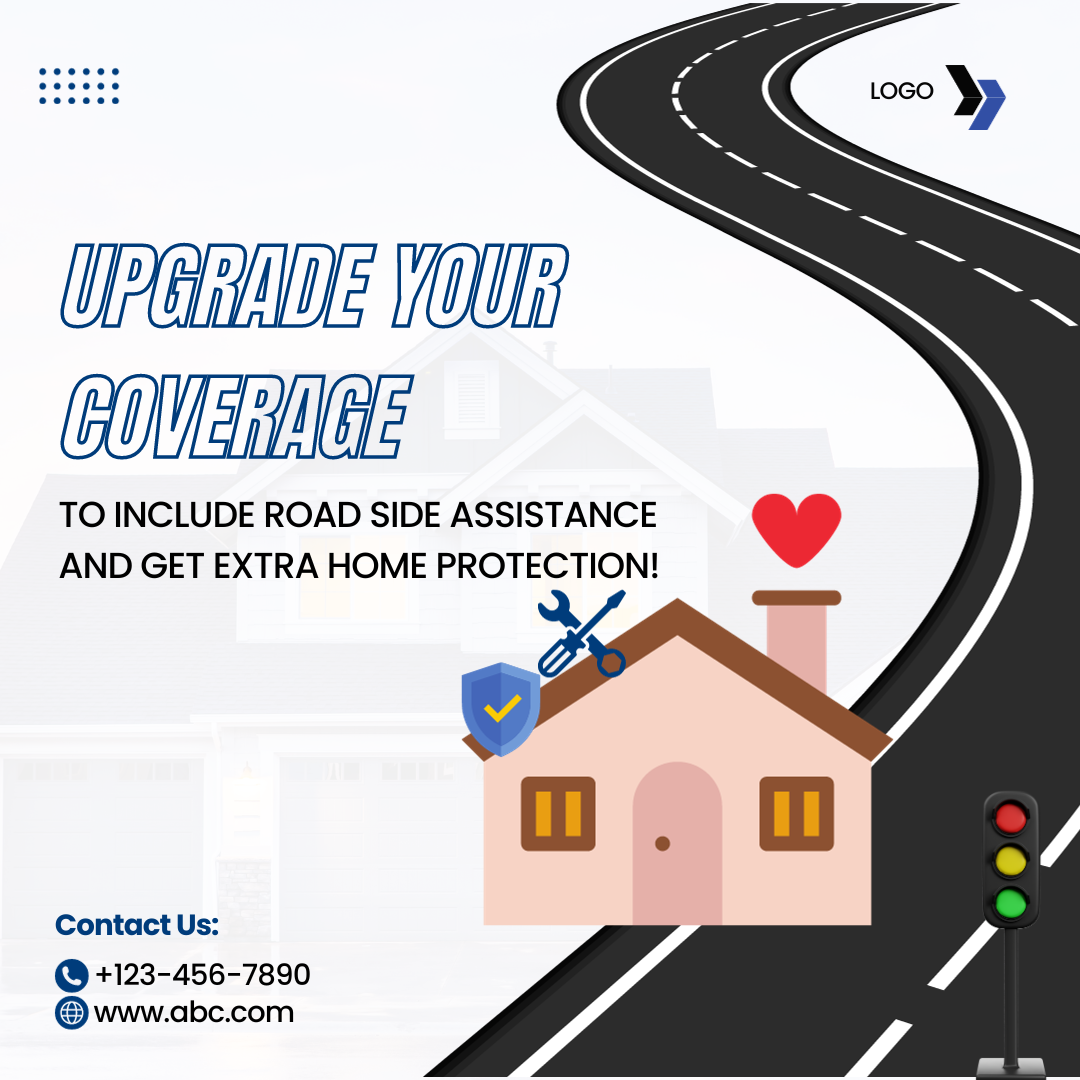 LOGO
UPGRADE YOUR
COVERAGE
TO INCLUDE ROAD SIDE ASSISTANCE
AND GET EXTRA HOME PROTECTION!
Contact Us:
+123-456-7890
www.abc.com